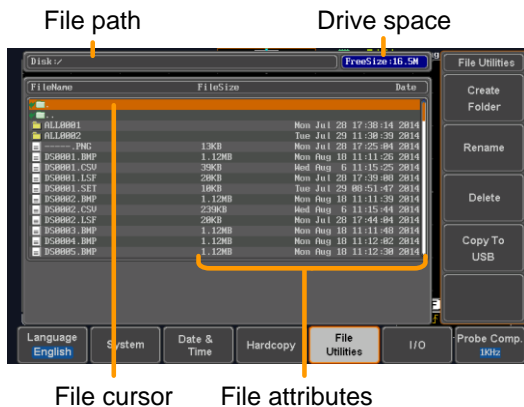 File path
Drive space
Disk:/
FreeSize:16.5M
File Utilities
FileName FileSize Date
Create Folder
.
..
ALL0001 Mon Jul 28 17:38:14 2014
ALL0002 Tue Jul 29 11:30:39 2014
-----.PNG 13KB Mon Jul 28 17:25:04 2014
DS0001.BMP 1.12MB Mon Aug 18 11:11:26 2014
DS0001.CSV 39KB Wed Aug 6 11:15:25 2014
DS0001.LSF 20KB Mon Jul 28 17:39:08 2014
DS0001.SET 10KB Tue Jul 29 08:51:47 2014
DS0002.BMP 1.12MB Mon Aug 18 11:11:39 2014
DS0002.CSV 239KB Wed Aug 6 11:15:44 2014
DS0002.LSF 20KB Mon Jul 28 17:44:04 2014
DS0003.BMP 1.12MB Mon Aug 18 11:11:48 2014
DS0004.BMP 1.12MB Mon Aug 18 11:12:02 2014
DS0005.BMP 1.12MB Mon Aug 18 11:12:30 2014
Rename
Delete
Copy To
USB
Language
English
System
Date &
Time
Hardcopy
File
Utilities
I/O
Probe Comp.
1KHz
File cursor
File attributes